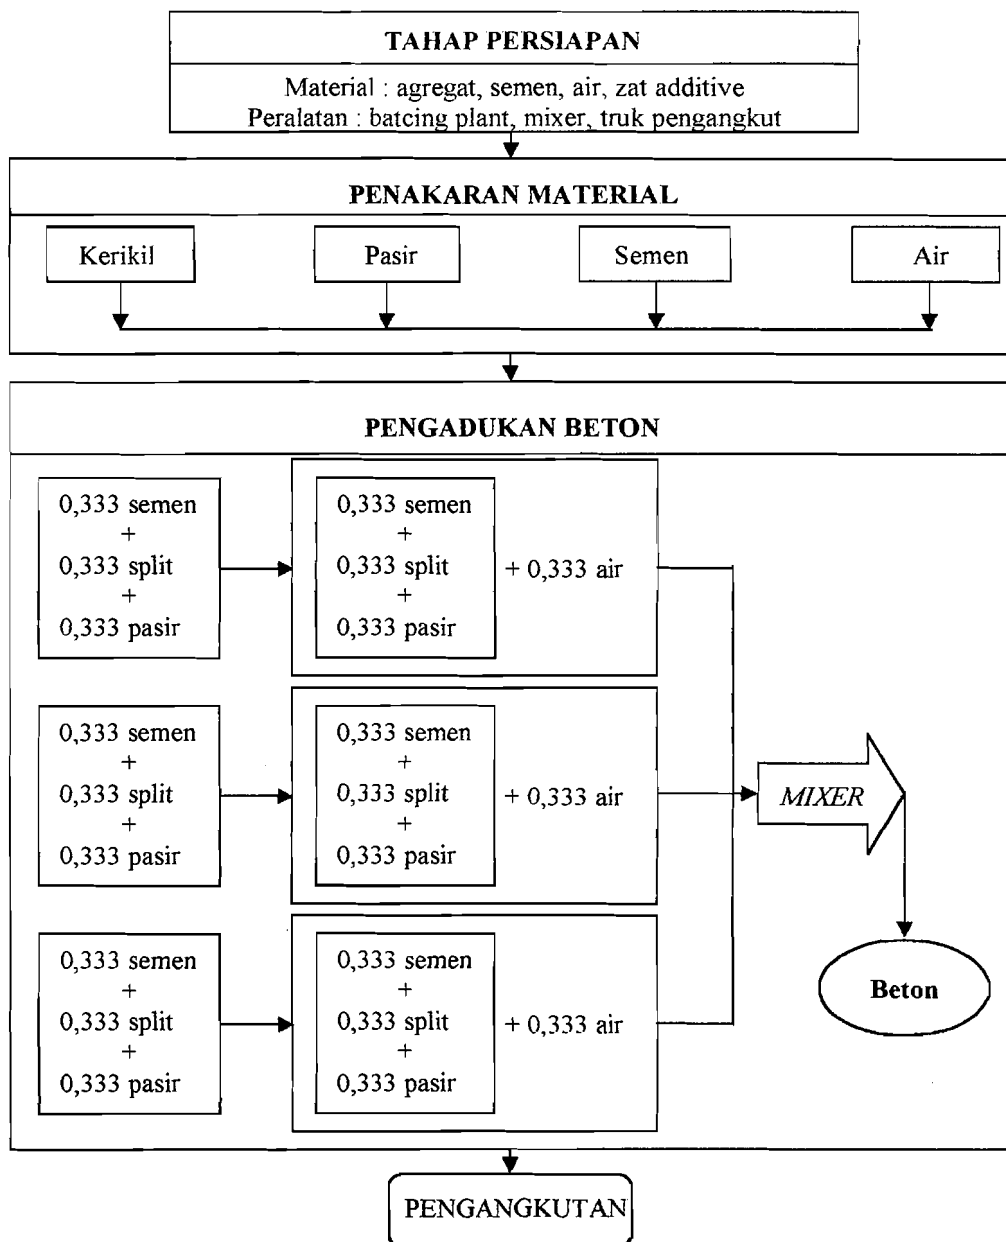 TAHAP PERSIAPAN
Material : agregat, semen, air, zat additive
Peralatan : batcing plant, mixer, truk pengangkut
PENAKARAN MATERIAL
Kerikil
Pasir
Semen
Air
PENGADUKAN BETON
0,333 semen
+
0,333 split
+
0,333 pasir
0,333 semen
+
0,333 split
+
0,333 pasir
+ 0,333 air
0,333 semen
+
0,333 split
+
0,333 pasir
0,333 semen
+
0,333 split
+
0,333 pasir
+ 0,333 air
0,333 semen
+
0,333 split
+
0,333 pasir
0,333 semen
+
0,333 split
+
0,333 pasir
+ 0,333 air
MIXER
Beton
PENGANGKUTAN